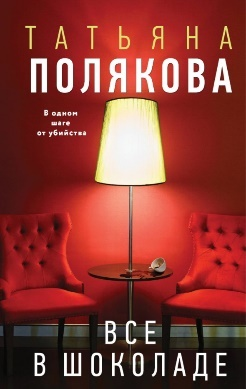 ТАТЬЯНА
ПОЛЯКОВА
В одном
шаге
от убийства
ВСЕ
В ШОКОЛАДЕ